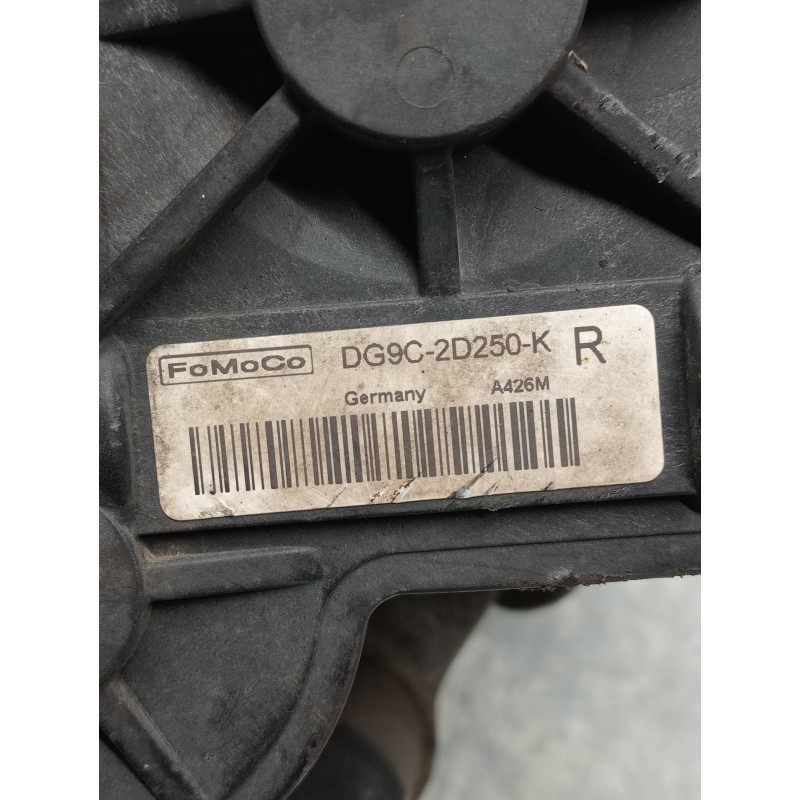 FoMoCo DG9C-2D250-K R
Germany A426M